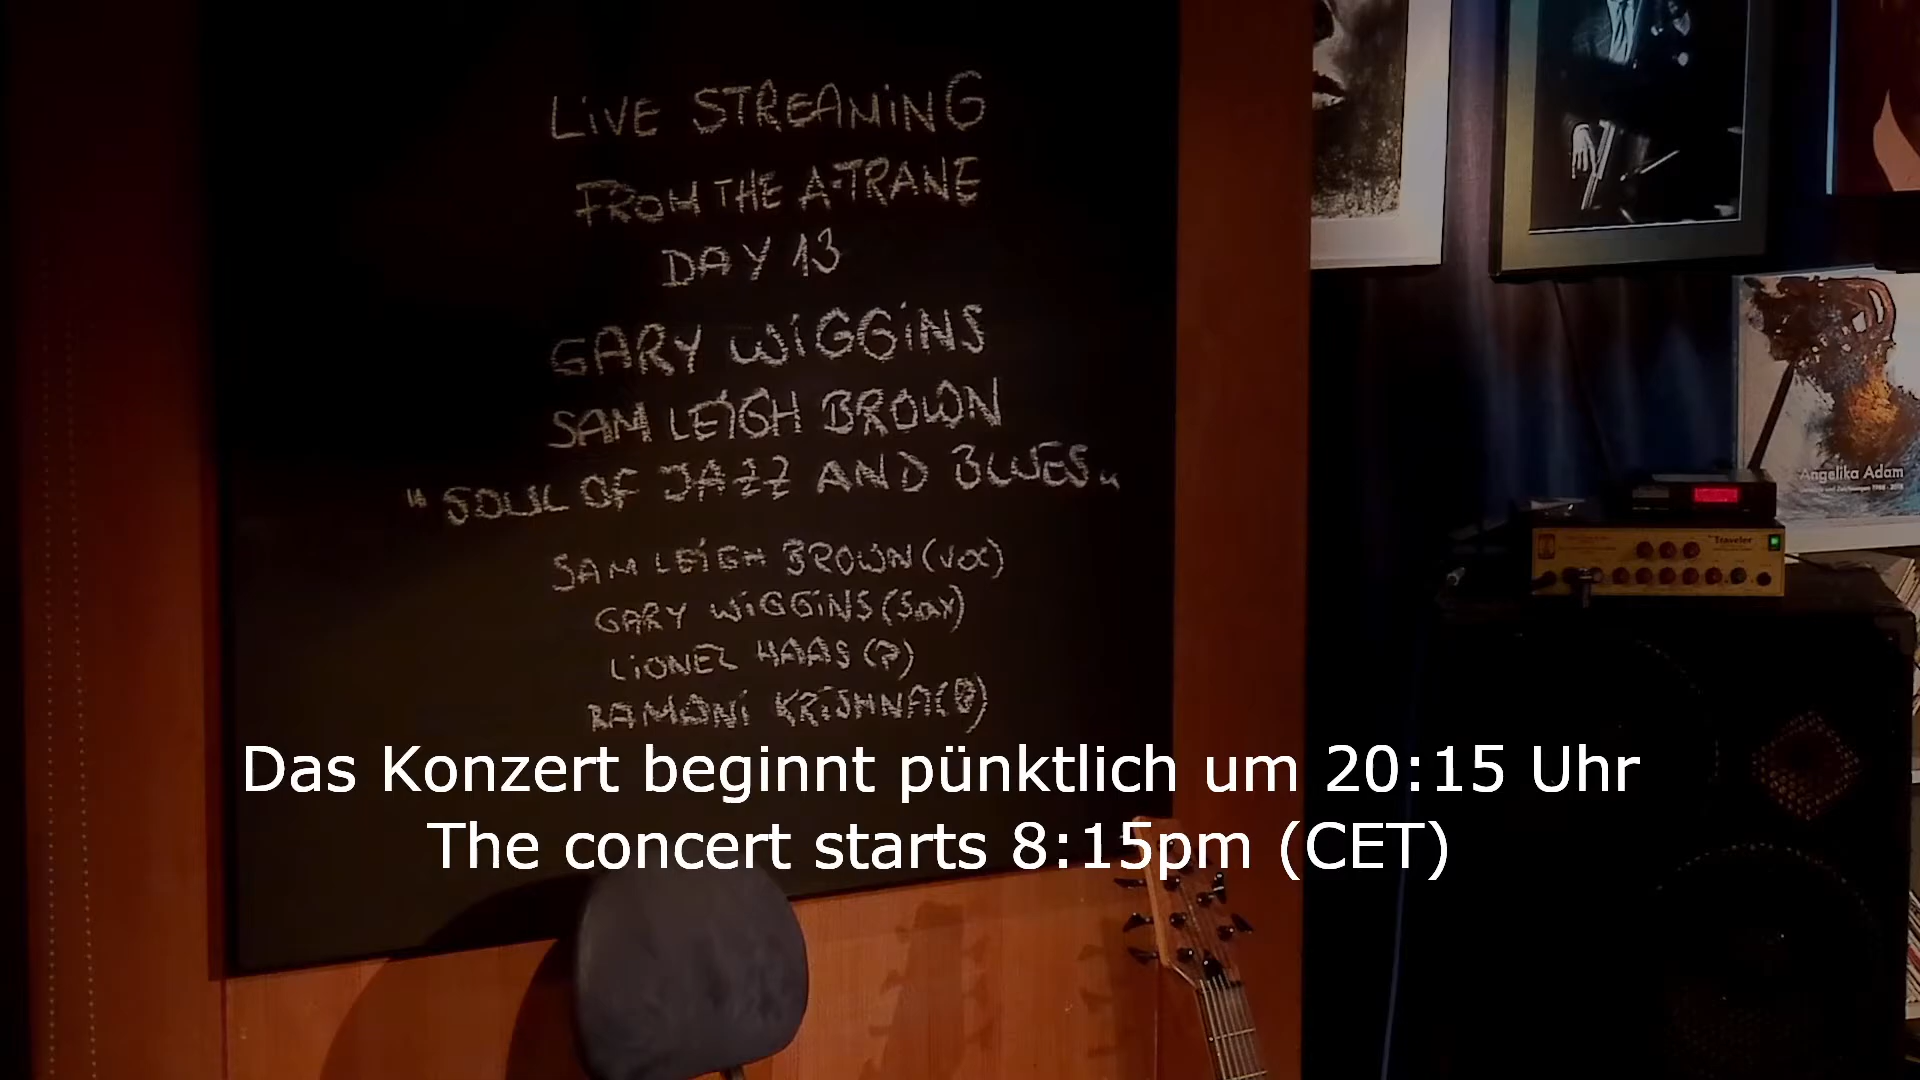 LiVE STREAMiNG
FROM THE A-TRANE
DAY 13
GARY WiGGiNS
SAM LEiGH BROWN
"SOUL OF JAZZ AND BLUES"
SAM LEiGH BROWN (vox)
GARY WiGGiNS (Sax)
LiONEL HAAS (P)
RAMANi KRiSHNA (B)
Das Konzert beginnt pünktlich um 20:15 Uhr
The concert starts 8:15pm (CET)
Angelika Adam
Traveler